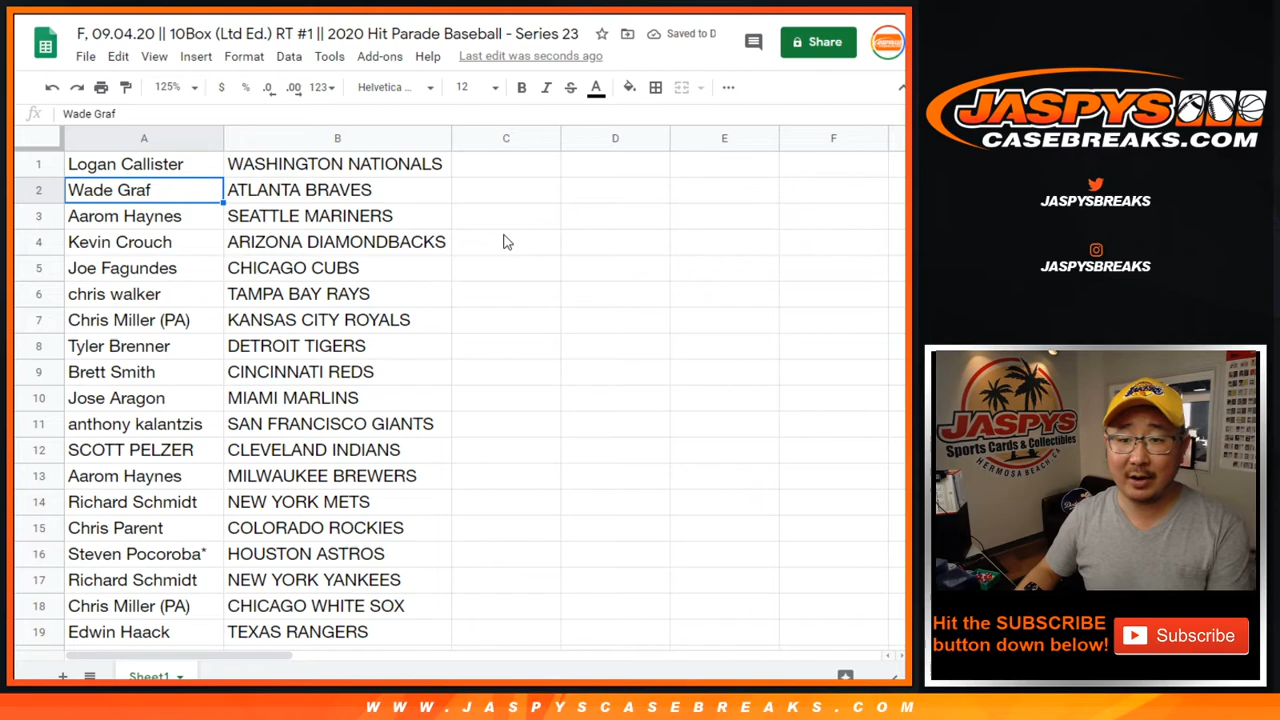 F, 09.04.20 || 10Box (Ltd Ed.) RT #1 || 2020 Hit Parade Baseball - Series 23 Saved to D
Share
File Edit View Insert Format Data Tools Add-ons Help Last edit was seconds ago
125% $ % .0 .00 123 Helvetica ... 12 B I S A
fx Wade Graf
A B C D E F
1 Logan Callister WASHINGTON NATIONALS
2 Wade Graf ATLANTA BRAVES
3 Aarom Haynes SEATTLE MARINERS
4 Kevin Crouch ARIZONA DIAMONDBACKS
5 Joe Fagundes CHICAGO CUBS
6 chris walker TAMPA BAY RAYS
7 Chris Miller (PA) KANSAS CITY ROYALS
8 Tyler Brenner DETROIT TIGERS
9 Brett Smith CINCINNATI REDS
10 Jose Aragon MIAMI MARLINS
11 anthony kalantzis SAN FRANCISCO GIANTS
12 SCOTT PELZER CLEVELAND INDIANS
13 Aarom Haynes MILWAUKEE BREWERS
14 Richard Schmidt NEW YORK METS
15 Chris Parent COLORADO ROCKIES
16 Steven Pocoroba* HOUSTON ASTROS
17 Richard Schmidt NEW YORK YANKEES
18 Chris Miller (PA) CHICAGO WHITE SOX
19 Edwin Haack TEXAS RANGERS
Sheet1
JASPYS
CASEBREAKS.COM
JASPYSBREAKS
JASPYSBREAKS
JASPYS
Sports Cards & Collectibles
HERMOSA BEACH, CA
Hit the SUBSCRIBE
button down below!
Subscribe
WWW.JASPYSCASEBREAKS.COM